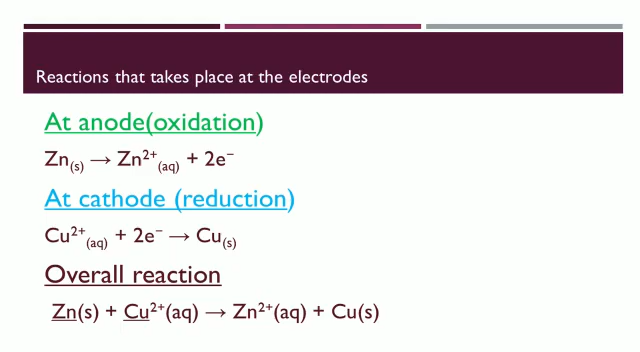 Reactions that takes place at the electrodes
At anode(oxidation)
Zn₍s₎ → Zn²⁺₍aq₎ + 2e⁻
At cathode (reduction)
Cu²⁺₍aq₎ + 2e⁻ → Cu₍s₎
Overall reaction
Zn(s) + Cu²⁺(aq) → Zn²⁺(aq) + Cu(s)